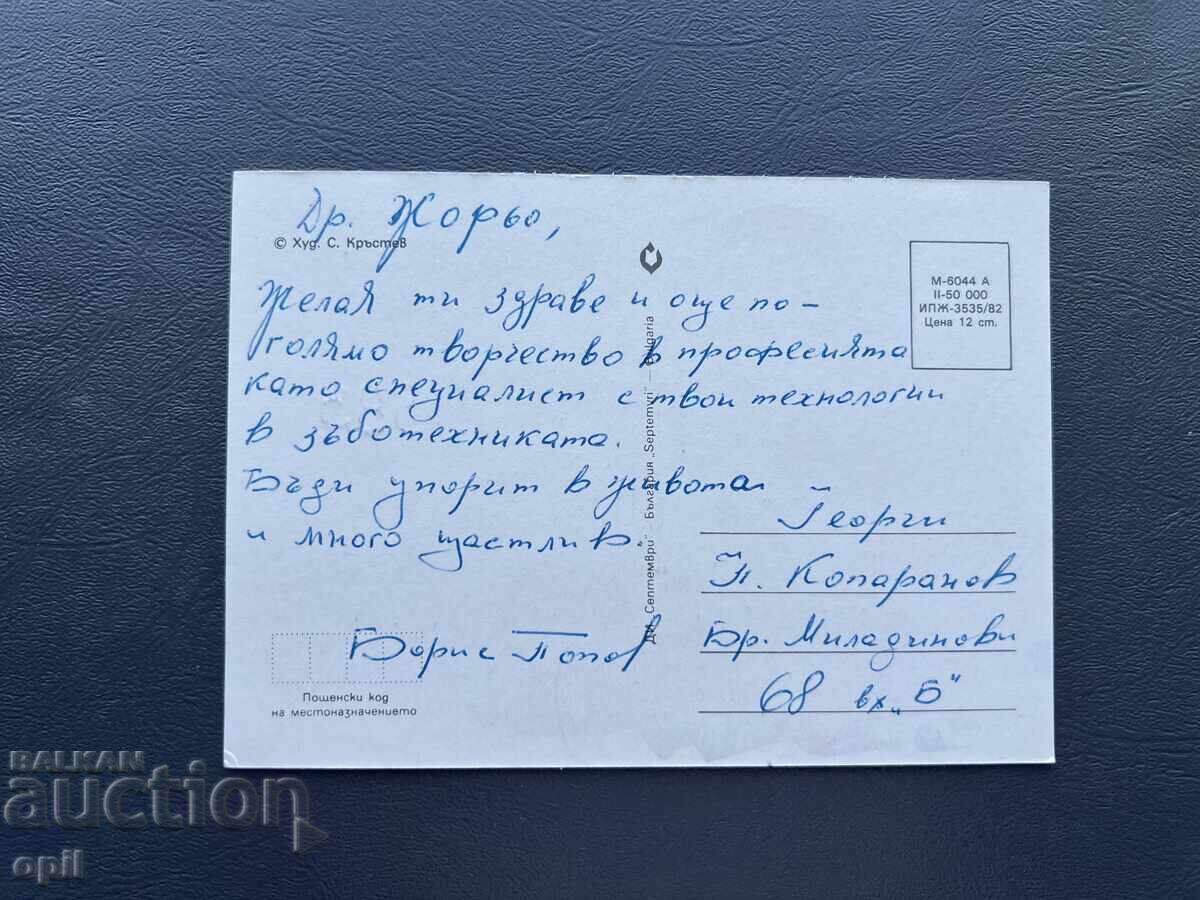 Др. Жорьо,
© Худ. С. Кръстев
Желая ти здраве и още по-
голямо творчество в професията
като специалист с твои технологии
в зъботехниката.
Бъди упорит в живота
и много щастлив.
Борис Попов
Пощенски код
на местоназначението
ДИ „Септември" – България „Septemvri" – Bulgaria
М-6044 А
II-50 000
ИПЖ-3535/82
Цена 12 ст.
Георги
П. Копаранов
Бр. Миладинови
68 вх „Б"
BALKAN
auction
opil